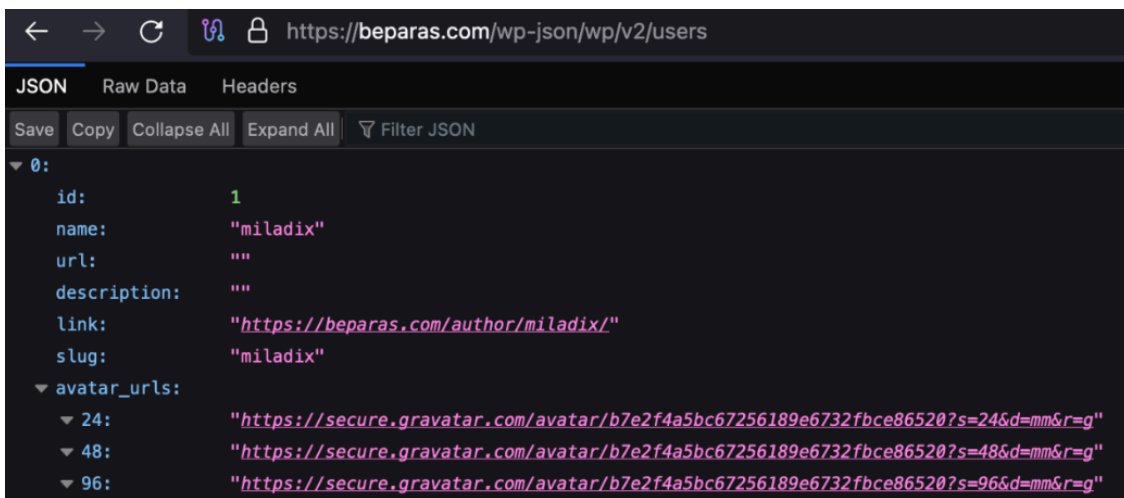 https://beparas.com/wp-json/wp/v2/users
JSON Raw Data Headers
Save Copy Collapse All Expand All Filter JSON
0:
id: 1
name: "miladix"
url: ""
description: ""
link: "https://beparas.com/author/miladix/"
slug: "miladix"
avatar_urls:
24: "https://secure.gravatar.com/avatar/b7e2f4a5bc67256189e6732fbce86520?s=24&d=mm&r=g"
48: "https://secure.gravatar.com/avatar/b7e2f4a5bc67256189e6732fbce86520?s=48&d=mm&r=g"
96: "https://secure.gravatar.com/avatar/b7e2f4a5bc67256189e6732fbce86520?s=96&d=mm&r=g"